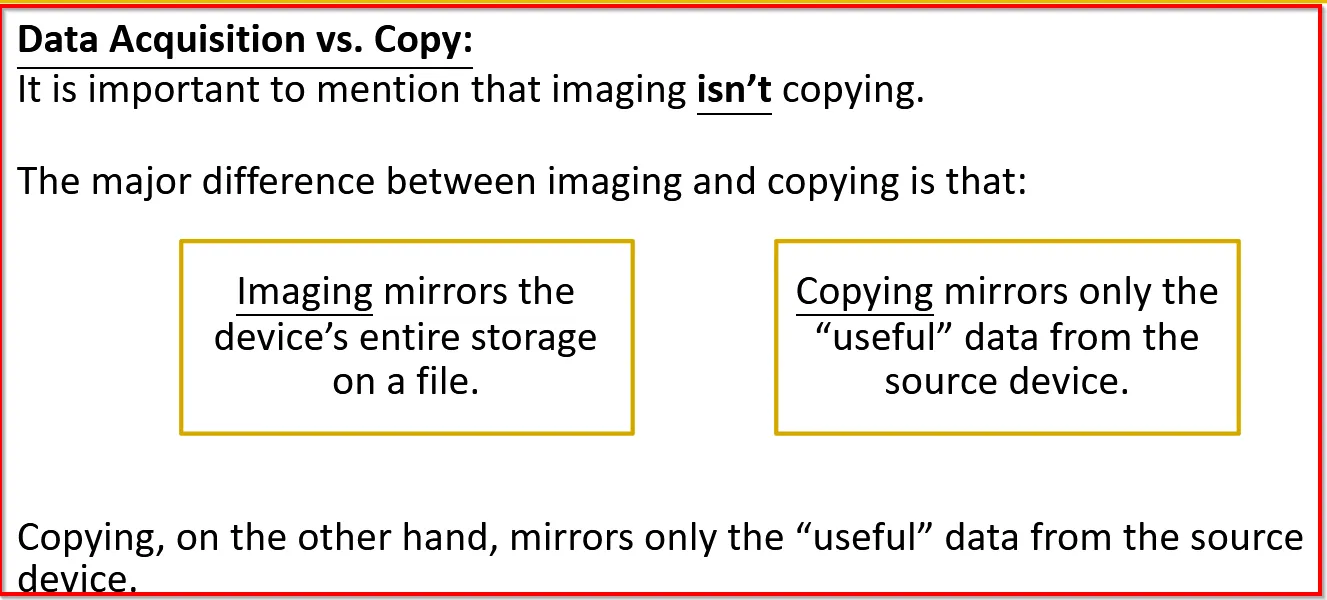 Data Acquisition vs. Copy:
It is important to mention that imaging isn’t copying.
The major difference between imaging and copying is that:
Imaging mirrors the
device’s entire storage
on a file.
Copying mirrors only the
“useful” data from the
source device.
Copying, on the other hand, mirrors only the “useful” data from the source
device.